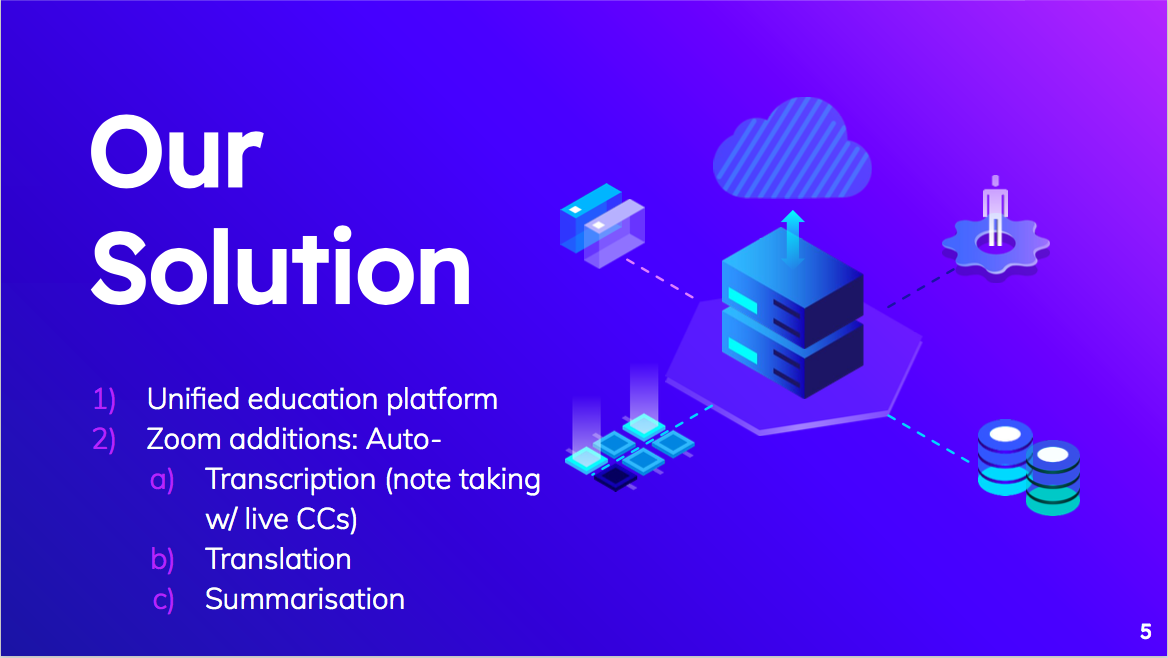 Our
Solution
1) Unified education platform
2) Zoom additions: Auto-
a) Transcription (note taking
w/ live CCs)
b) Translation
c) Summarisation
5